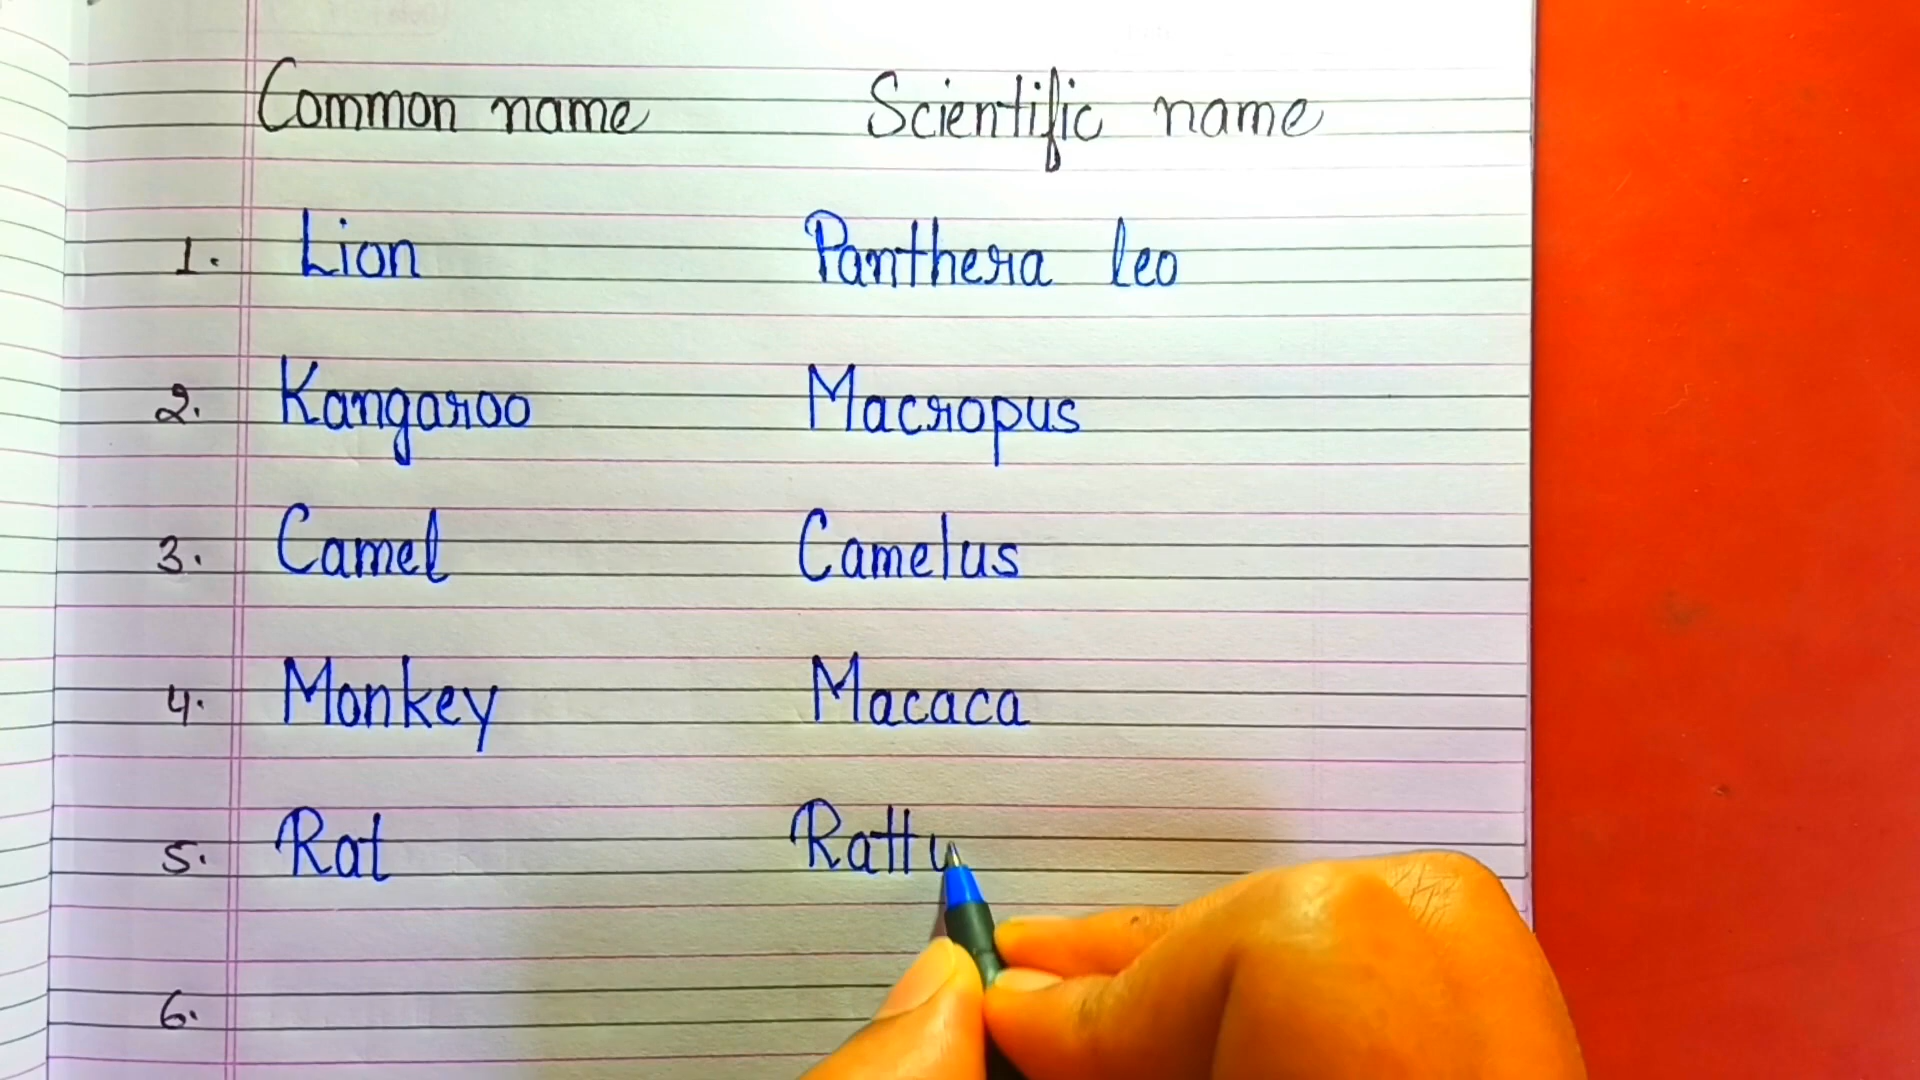 Common name Scientific name
1. Lion Panthera leo
2. Kangaroo Macropus
3. Camel Camelus
4. Monkey Macaca
5. Rat Rattu
6.